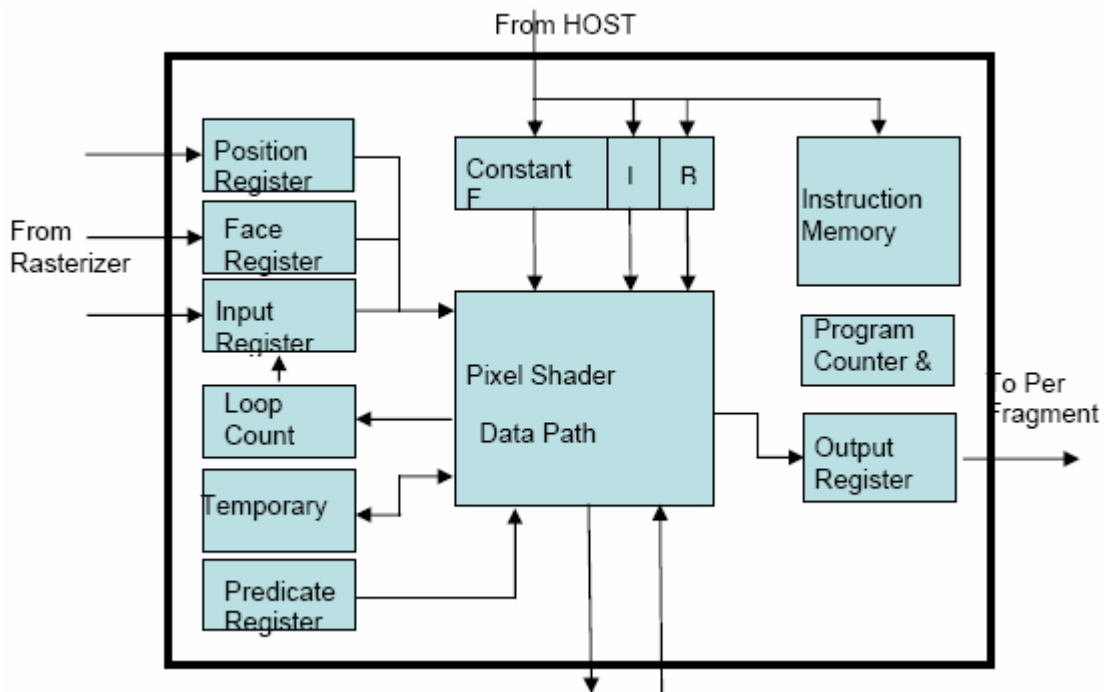 From HOST
Position
Register
Face
Register
Input
Register
Loop
Count
Temporary
Predicate
Register
From
Rasterizer
Constant
F
I
B
Pixel Shader
Data Path
Instruction
Memory
Program
Counter &
Output
Register
To Per
Fragment